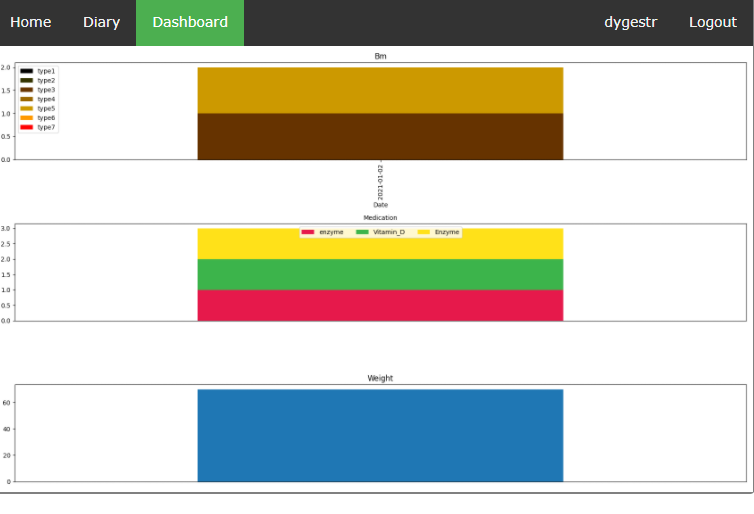 Home Diary Dashboard dygestr Logout
Bm
2.0
1.5
1.0
0.5
0.0
type1
type2
type3
type4
type5
type6
type7
2021-01-02
Date
Medication
3.0
2.5
2.0
1.5
1.0
0.5
0.0
enzyme Vitamin_D Enzyme
Weight
60
40
20
0